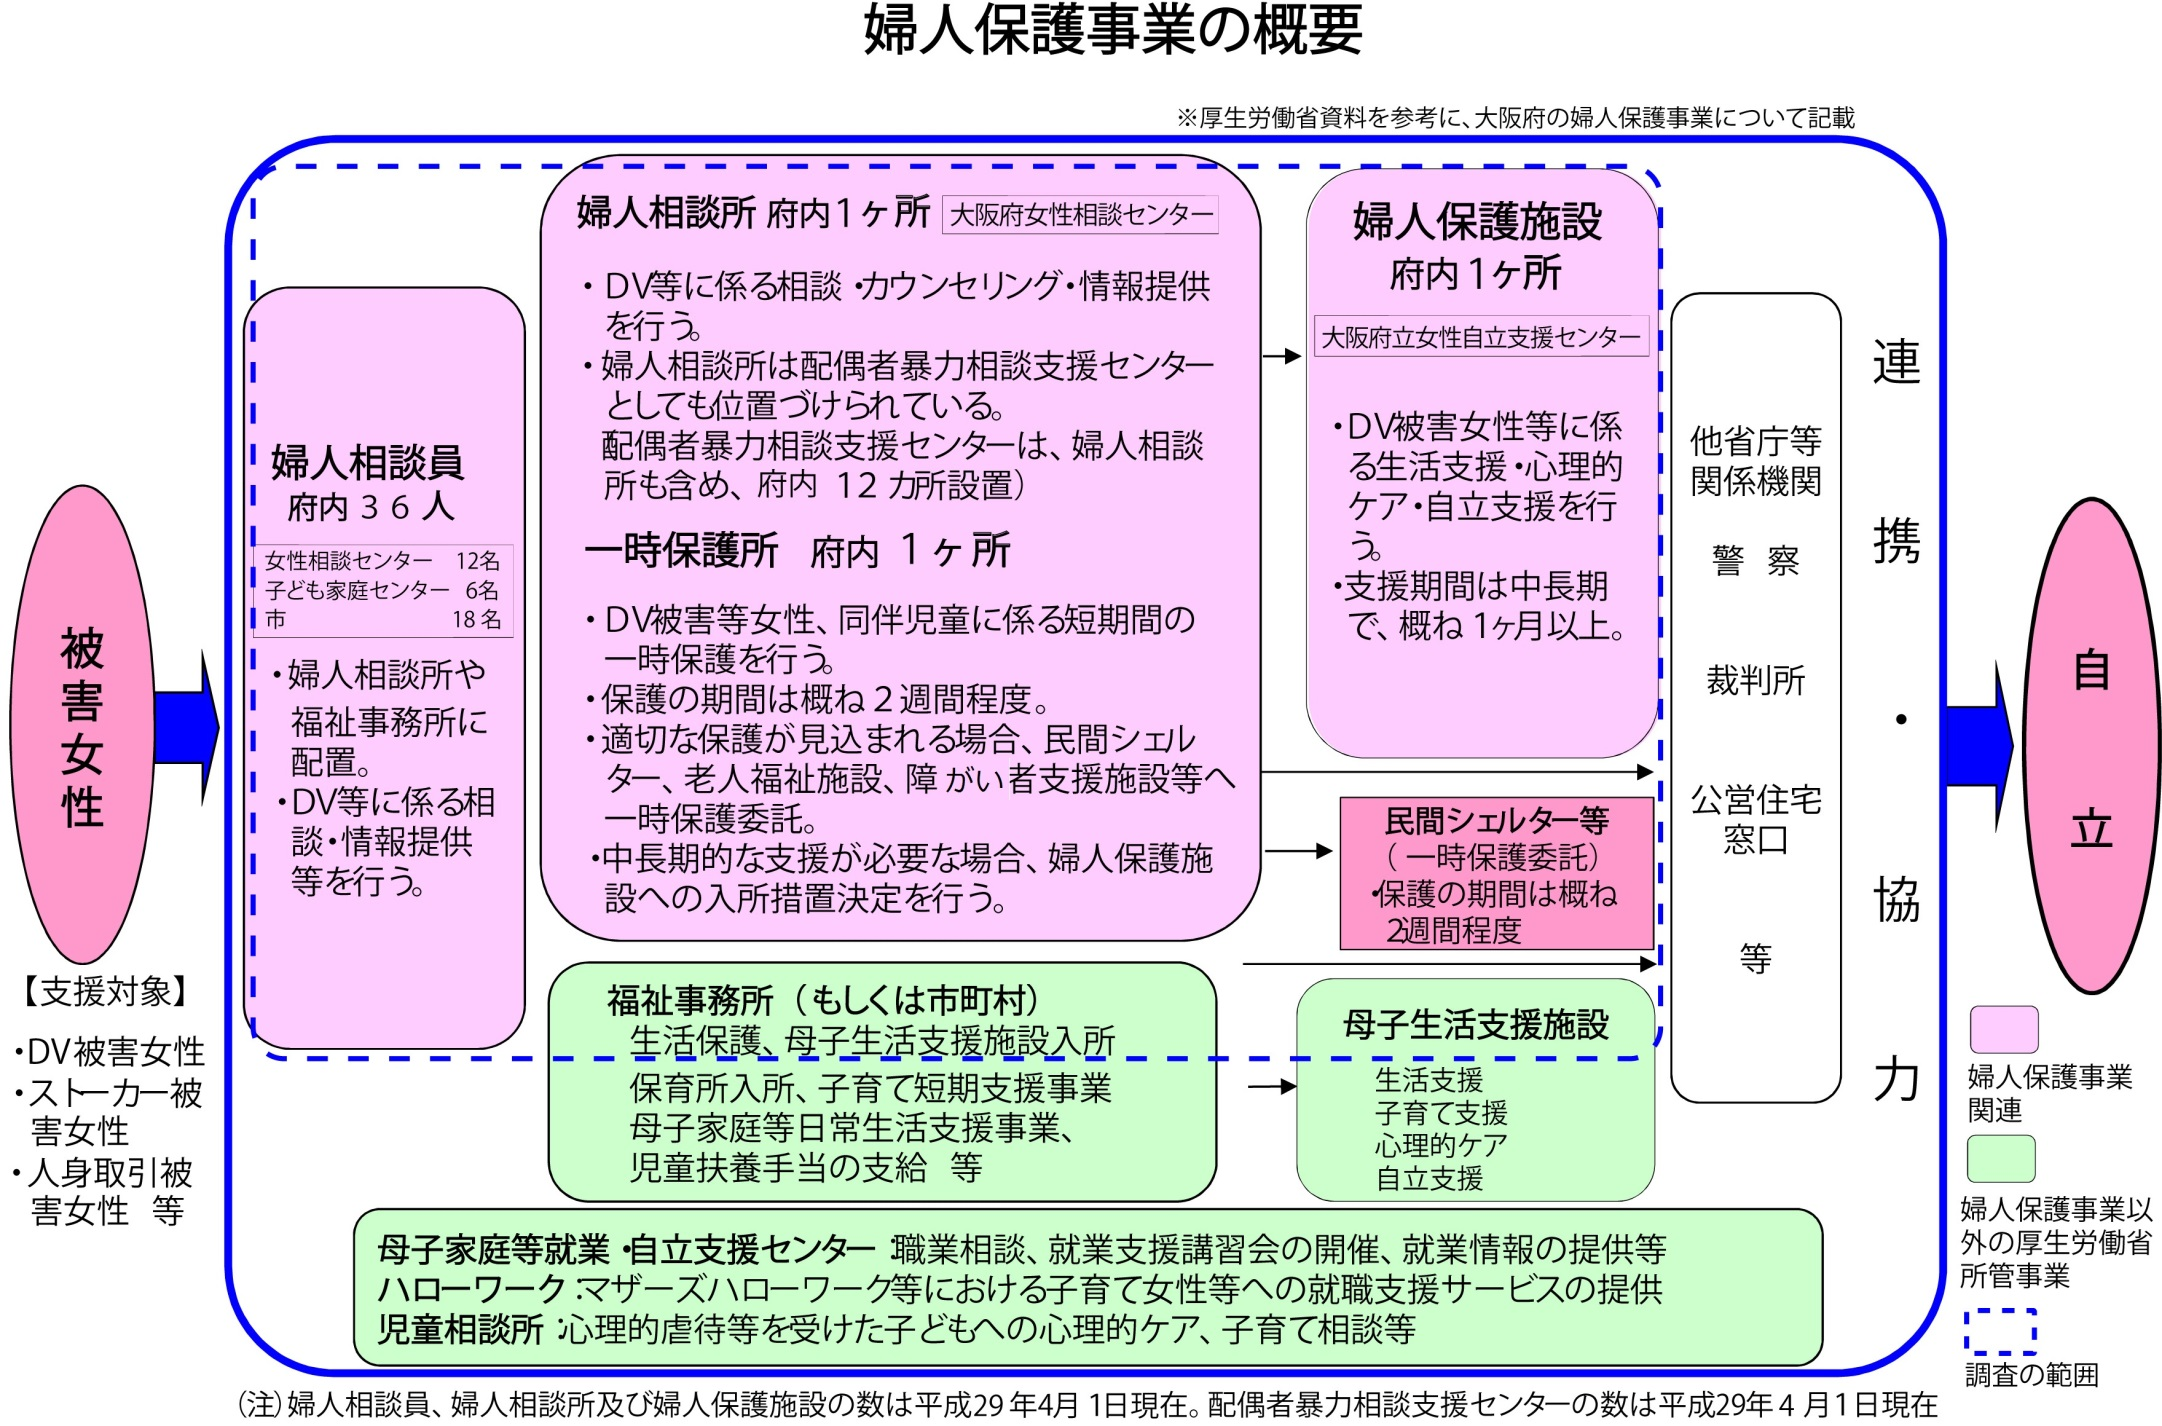 婦人保護事業の概要
※厚生労働省資料を参考に、大阪府の婦人保護事業について記載
被害女性
【支援対象】
・DV被害女性
・ストーカー被
害女性
・人身取引被
害女性 等
婦人相談員
府内 3 6 人
女性相談センター 12名
子ども家庭センター 6名
市 18 名
・婦人相談所や
福祉事務所に
配置。
・DV等に係る相
談・情報提供
等を行う。
婦人相談所 府内1ヶ所 大阪府女性相談センター
・ DV等に係る相談・カウンセリング・情報提供
を行う。
・婦人相談所は配偶者暴力相談支援センター
としても位置づけられている。
配偶者暴力相談支援センターは、婦人相談
所も含め、府内 12 カ所設置）
一時保護所 府内 1ヶ所
・DV被害等女性、同伴児童に係る短期間の
一時保護を行う。
・保護の期間は概ね2週間程度。
・適切な保護が見込まれる場合、民間シェル
ター、老人福祉施設、障がい者支援施設等へ
一時保護委託。
・中長期的な支援が必要な場合、婦人保護施
設への入所措置決定を行う。
婦人保護施設
府内1ヶ所
大阪府立女性自立支援センター
・DV被害女性等に係
る生活支援・心理的
ケア・自立支援を行
う。
・支援期間は中長期
で、概ね1ヶ月以上。
民間シェルター等
（一時保護委託）
・保護の期間は概ね
2週間程度
福祉事務所（もしくは市町村）
生活保護、母子生活支援施設入所
保育所入所、子育て短期支援事業
母子家庭等日常生活支援事業、
児童扶養手当の支給 等
母子生活支援施設
生活支援
子育て支援
心理的ケア
自立支援
他省庁等
関係機関
警 察
裁判所
公営住宅
窓口
等
連携・協力
自立
母子家庭等就業・自立支援センター：職業相談、就業支援講習会の開催、就業情報の提供等
ハローワーク：マザーズハローワーク等における子育て女性等への就職支援サービスの提供
児童相談所：心理的虐待等を受けた子どもへの心理的ケア、子育て相談等
婦人保護事業
関連
婦人保護事業以
外の厚生労働省
所管事業
調査の範囲
（注）婦人相談員、婦人相談所及び婦人保護施設の数は平成29年4月1日現在。配偶者暴力相談支援センターの数は平成29年4月1日現在